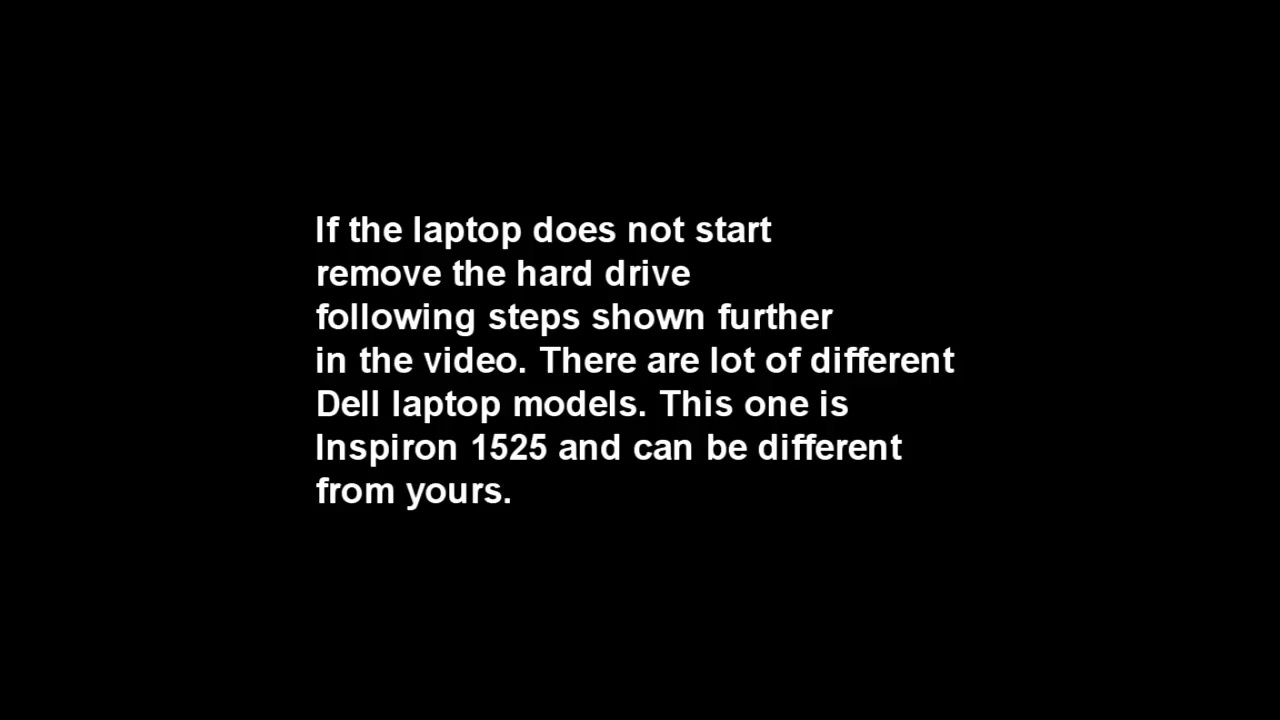 If the laptop does not start
remove the hard drive
following steps shown further
in the video. There are lot of different
Dell laptop models. This one is
Inspiron 1525 and can be different
from yours.